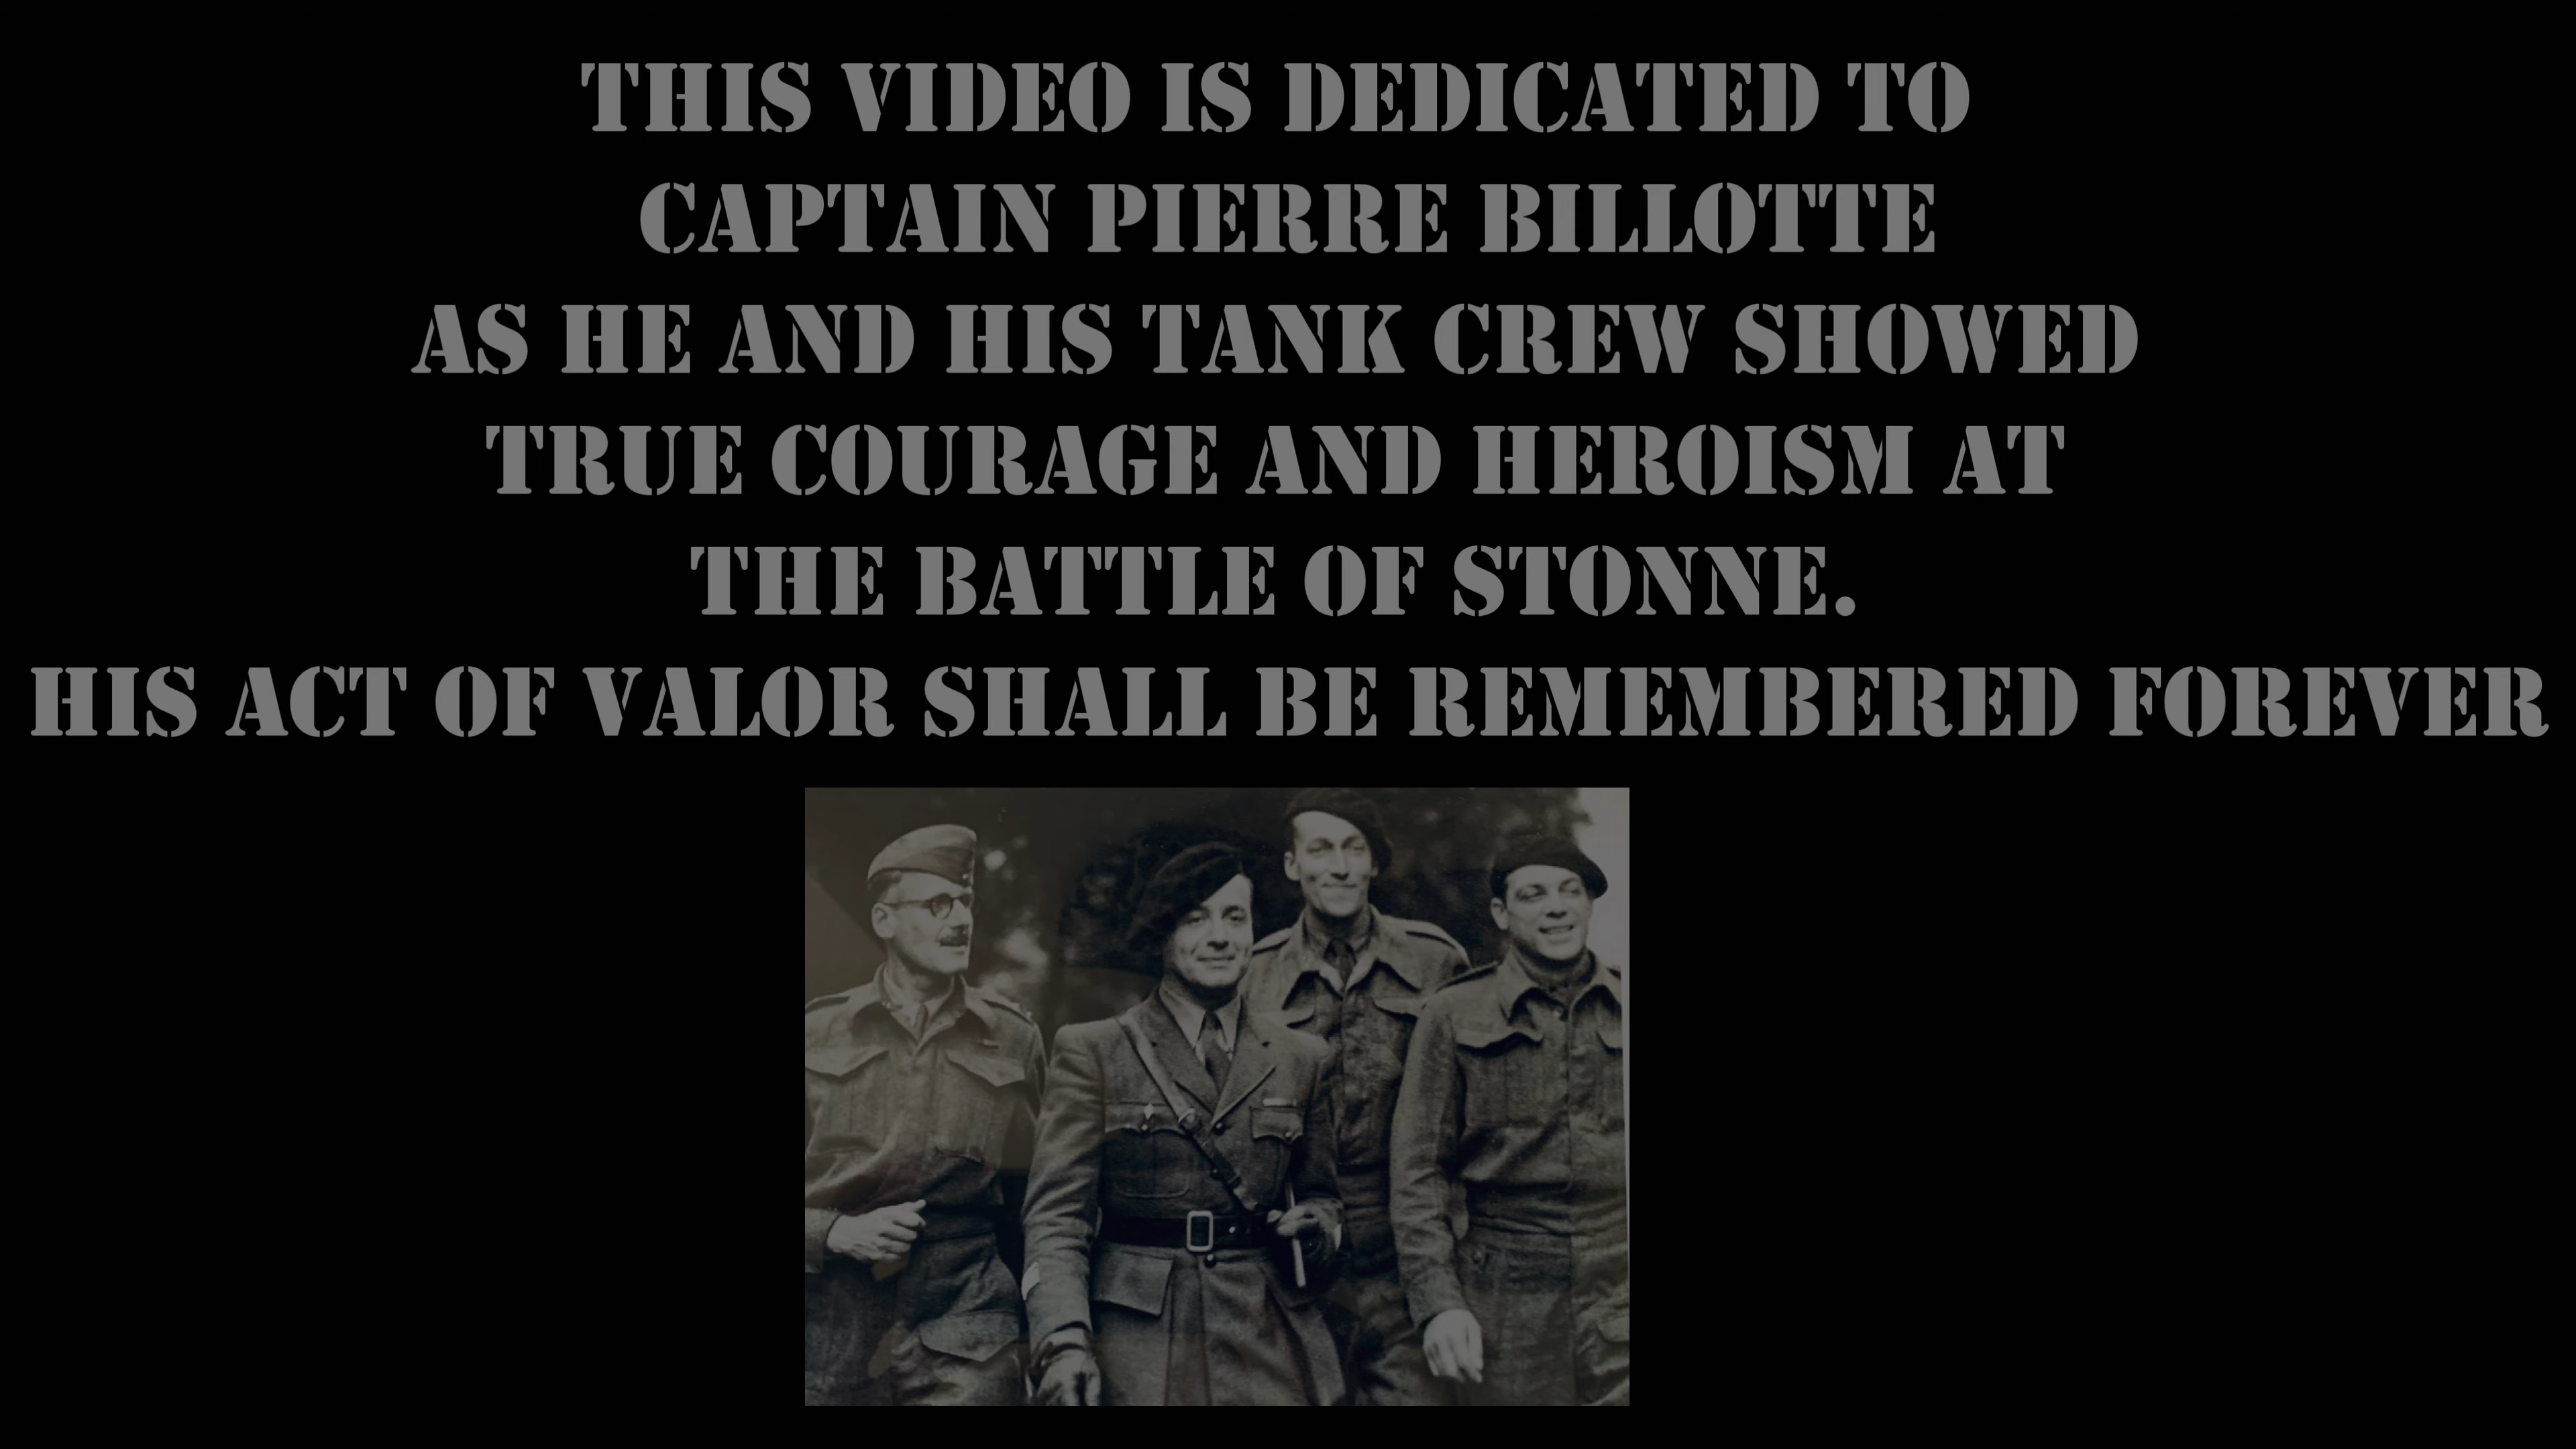 THIS VIDEO IS DEDICATED TO
CAPTAIN PIERRE BILLOTTE
AS HE AND HIS TANK CREW SHOWED
TRUE COURAGE AND HEROISM AT
THE BATTLE OF STONNE.
HIS ACT OF VALOR SHALL BE REMEMBERED FOREVER